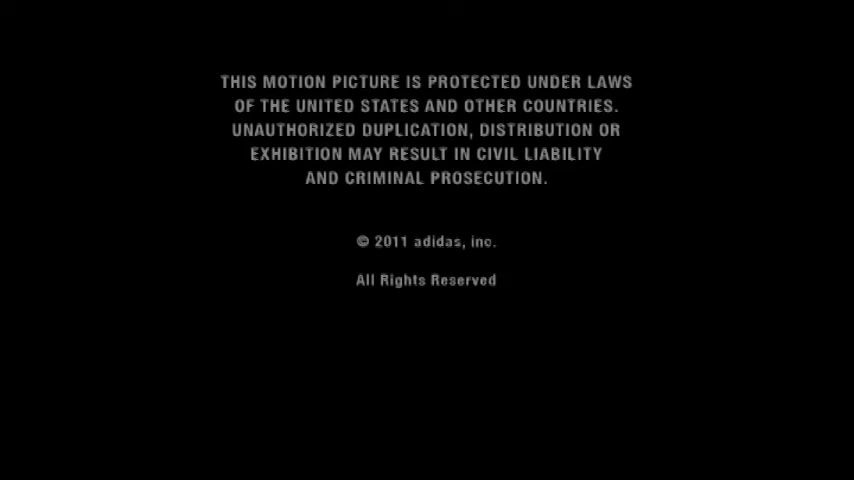 THIS MOTION PICTURE IS PROTECTED UNDER LAWS
OF THE UNITED STATES AND OTHER COUNTRIES.
UNAUTHORIZED DUPLICATION, DISTRIBUTION OR
EXHIBITION MAY RESULT IN CIVIL LIABILITY
AND CRIMINAL PROSECUTION.
© 2011 adidas, inc.
All Rights Reserved